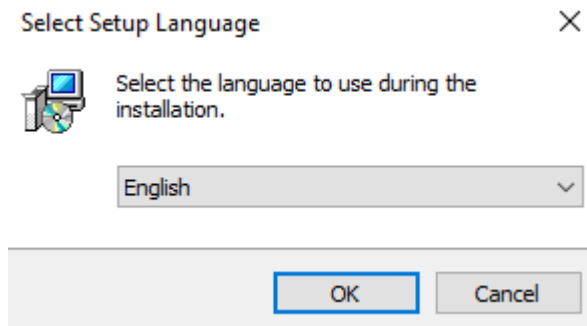 Select Setup Language
Select the language to use during the
installation.
English
OK
Cancel